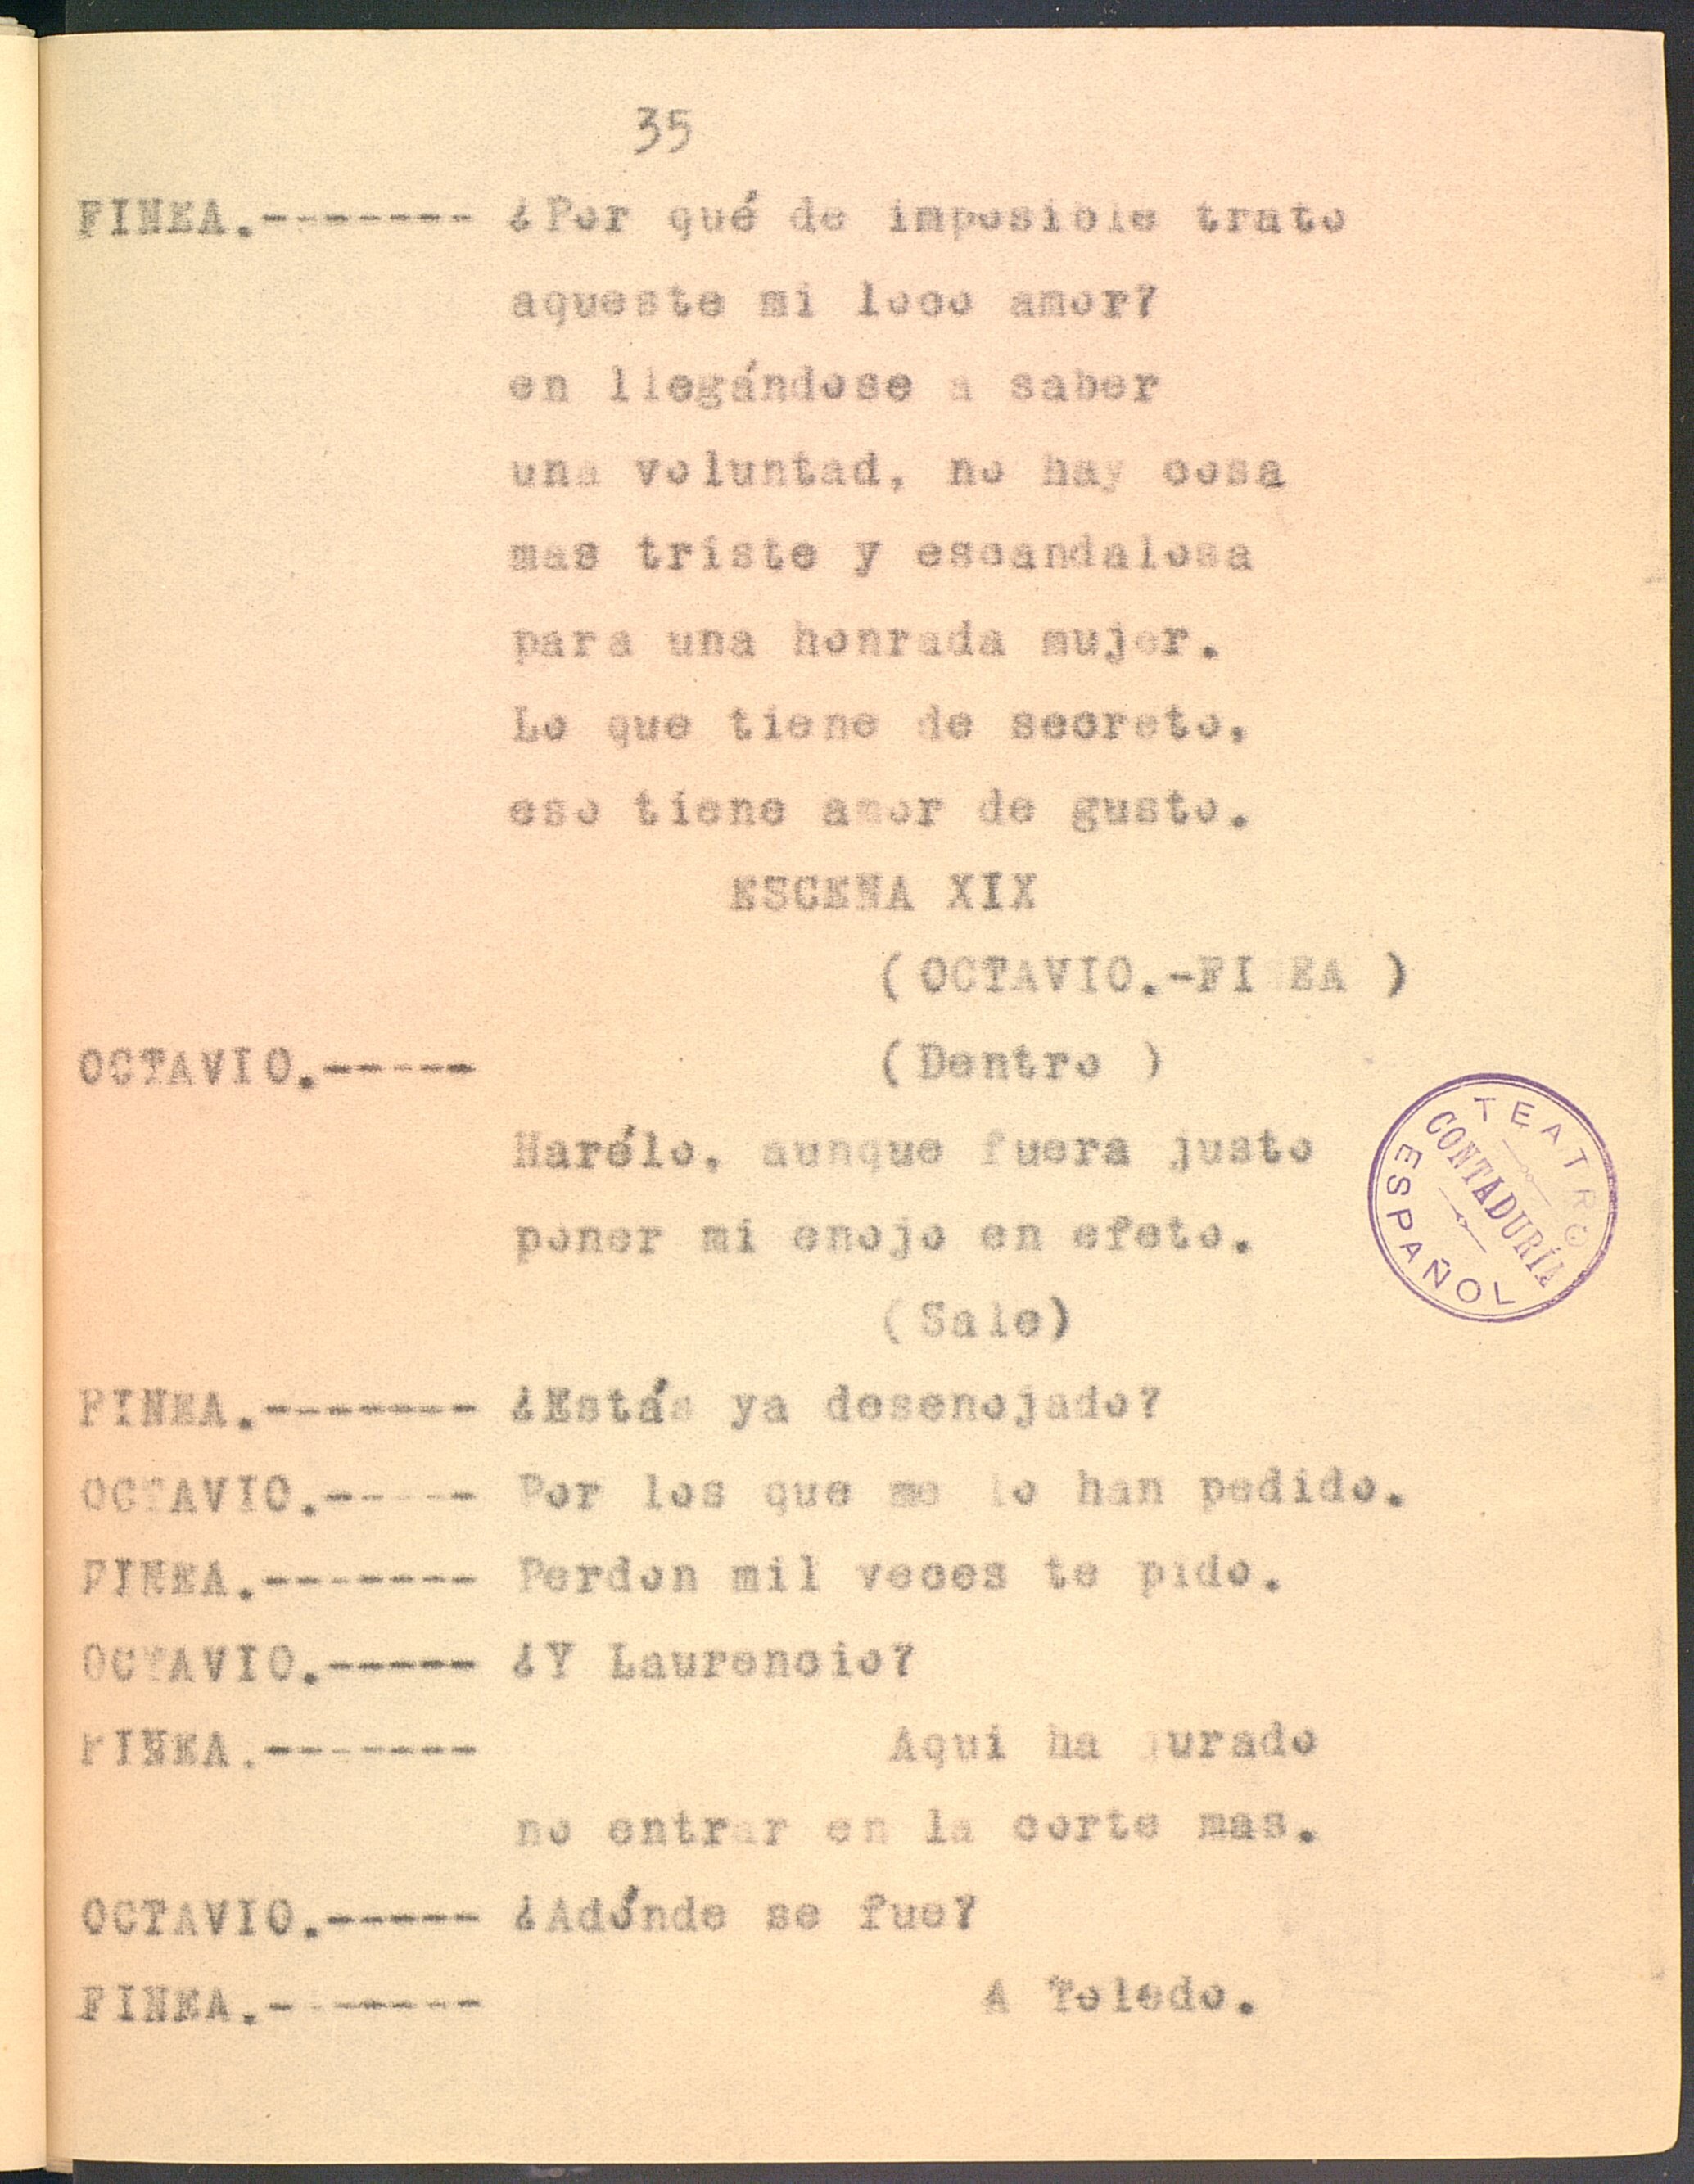 35
FINEA.------- ¿Por qué de imposible trato
aqueste mi loco amor?
en llegándose a saber
una voluntad, no hay cosa
mas triste y escandalosa
para una honrada mujer.
Lo que tiene de secreto,
eso tiene amor de gusto.
ESCENA XIX
(OCTAVIO.-FINEA )
OCTAVIO.----- (Dentro )
Harélo, aunque fuera justo
poner mi enojo en efeto.
(Sale)
FINEA.------- ¿Estás ya desenojado?
OCTAVIO.----- Por los que me lo han pedido.
FINEA.------- Perdon mil veces te pido.
OCTAVIO.----- ¿Y Laurencio?
FINEA.------- Aqui ha jurado
no entrar en la corte mas.
OCTAVIO.----- ¿Adónde se fue?
FINEA.------- A Toledo.
TEATRO ESPAÑOL
CONTADURÍA